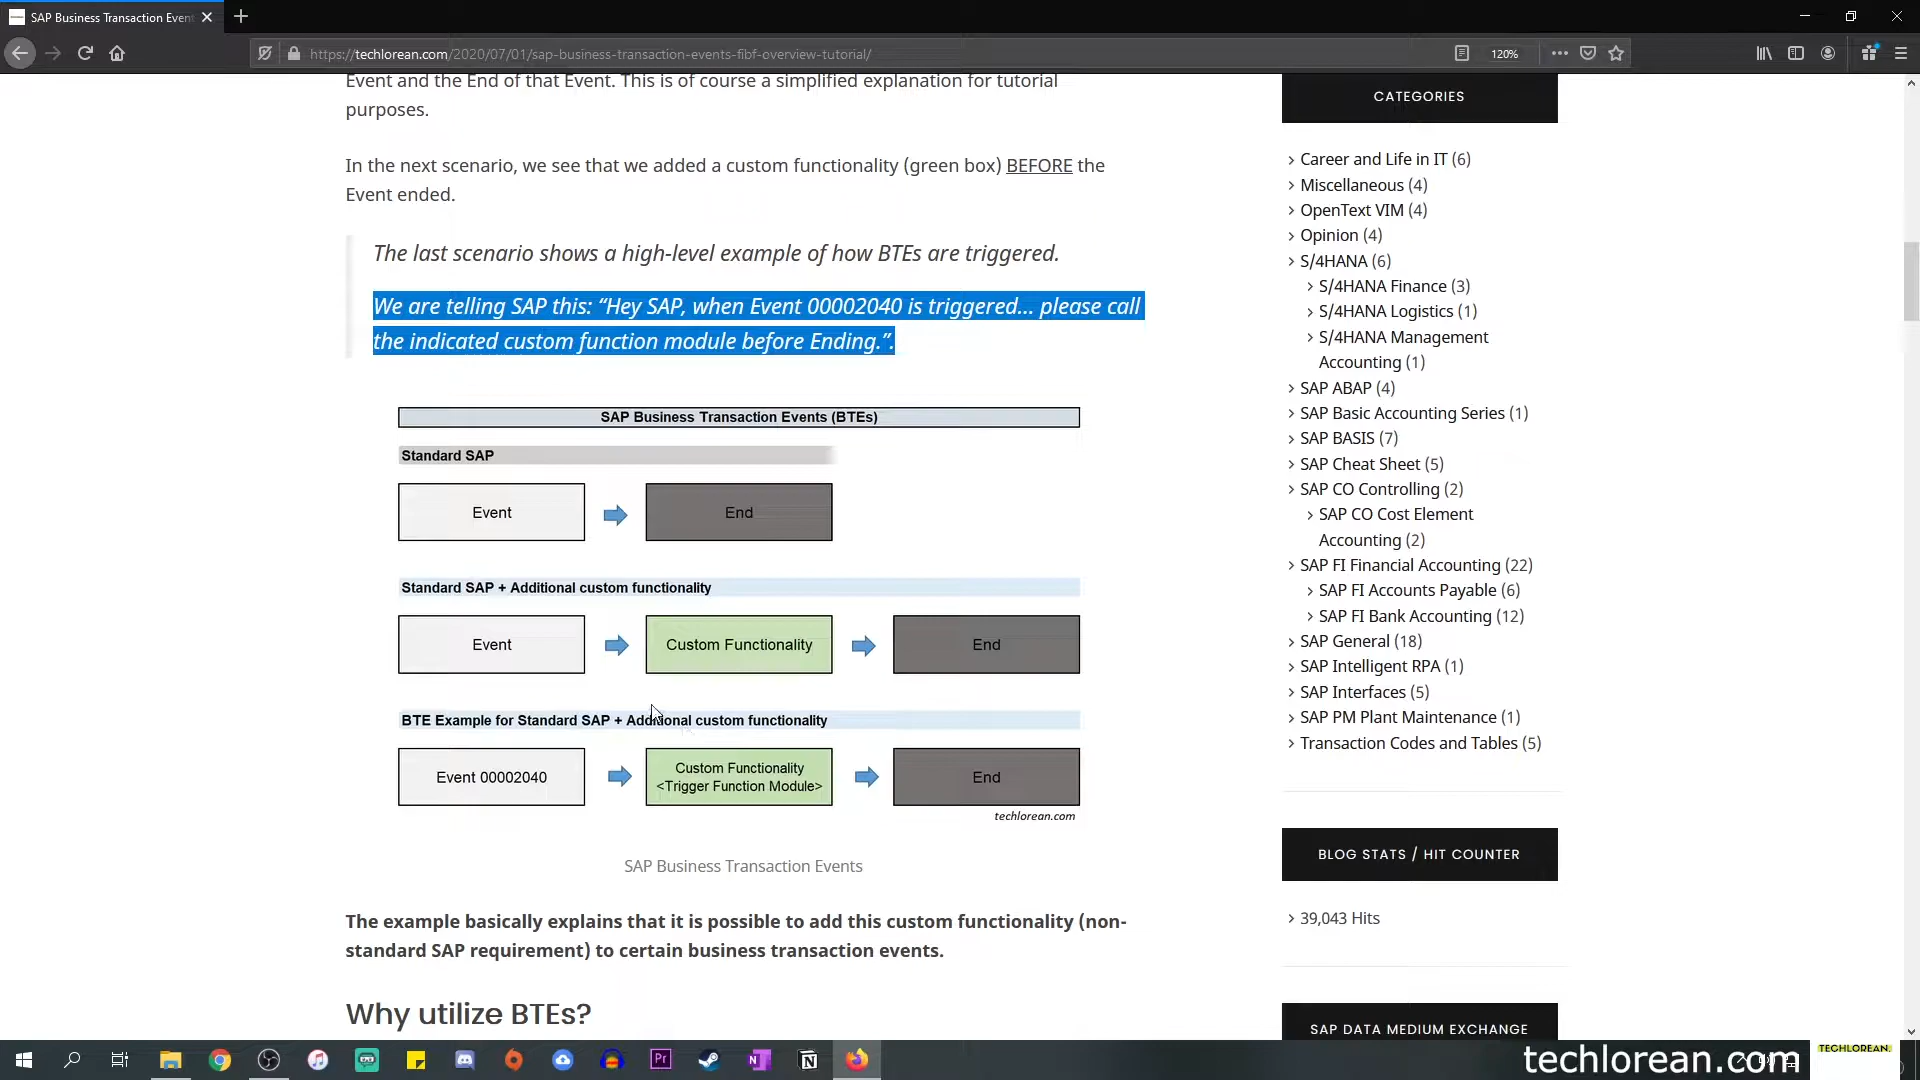 SAP Business Transaction Event
https://techlorean.com/2020/07/01/sap-business-transaction-events-fibf-overview-tutorial/
120%
Event and the End of that Event. This is of course a simplified explanation for tutorial
purposes.
In the next scenario, we see that we added a custom functionality (green box) BEFORE the
Event ended.
The last scenario shows a high-level example of how BTEs are triggered.
We are telling SAP this: “Hey SAP, when Event 00002040 is triggered… please call
the indicated custom function module before Ending.”.
SAP Business Transaction Events (BTEs)
Standard SAP
Event
End
Standard SAP + Additional custom functionality
Event
Custom Functionality
End
BTE Example for Standard SAP + Additional custom functionality
Event 00002040
Custom Functionality
<Trigger Function Module>
End
techlorean.com
SAP Business Transaction Events
The example basically explains that it is possible to add this custom functionality (non-
standard SAP requirement) to certain business transaction events.
Why utilize BTEs?
CATEGORIES
Career and Life in IT (6)
Miscellaneous (4)
OpenText VIM (4)
Opinion (4)
S/4HANA (6)
S/4HANA Finance (3)
S/4HANA Logistics (1)
S/4HANA Management
Accounting (1)
SAP ABAP (4)
SAP Basic Accounting Series (1)
SAP BASIS (7)
SAP Cheat Sheet (5)
SAP CO Controlling (2)
SAP CO Cost Element
Accounting (2)
SAP FI Financial Accounting (22)
SAP FI Accounts Payable (6)
SAP FI Bank Accounting (12)
SAP General (18)
SAP Intelligent RPA (1)
SAP Interfaces (5)
SAP PM Plant Maintenance (1)
Transaction Codes and Tables (5)
BLOG STATS / HIT COUNTER
39,043 Hits
SAP DATA MEDIUM EXCHANGE
Pr
N
techlorean.com
TECHLOREAN.